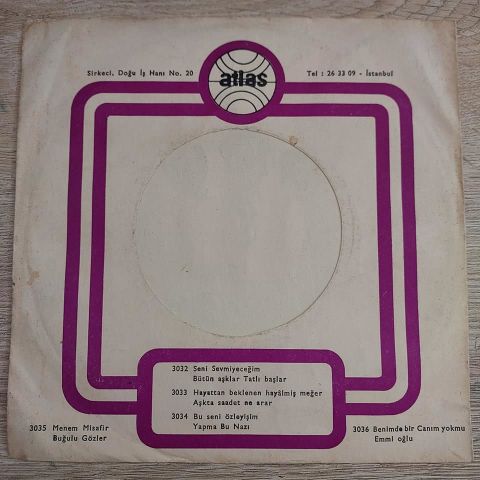 Sirkeci, Doğu İş Hanı No. 20
atlas
Tel : 26 33 09 - İstanbul
3032 Seni Sevmiyeceğim
Bütün aşklar Tatlı başlar
3033 Hayattan beklenen hayâlmiş meğer
Aşkta saadet ne arar
3034 Bu seni özleyişim
Yapma Bu Nazı
3035 Menem Misafir
Buğulu Gözler
3036 Benimde bir Canım yokmu
Emmi oğlu